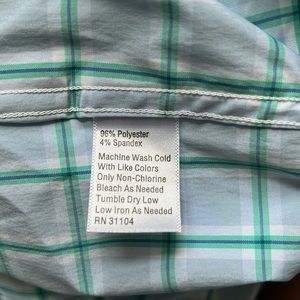 96% Polyester
4% Spandex
Machine Wash Cold
With Like Colors
Only Non-Chlorine
Bleach As Needed
Tumble Dry Low
Low Iron As Needed
RN 31104